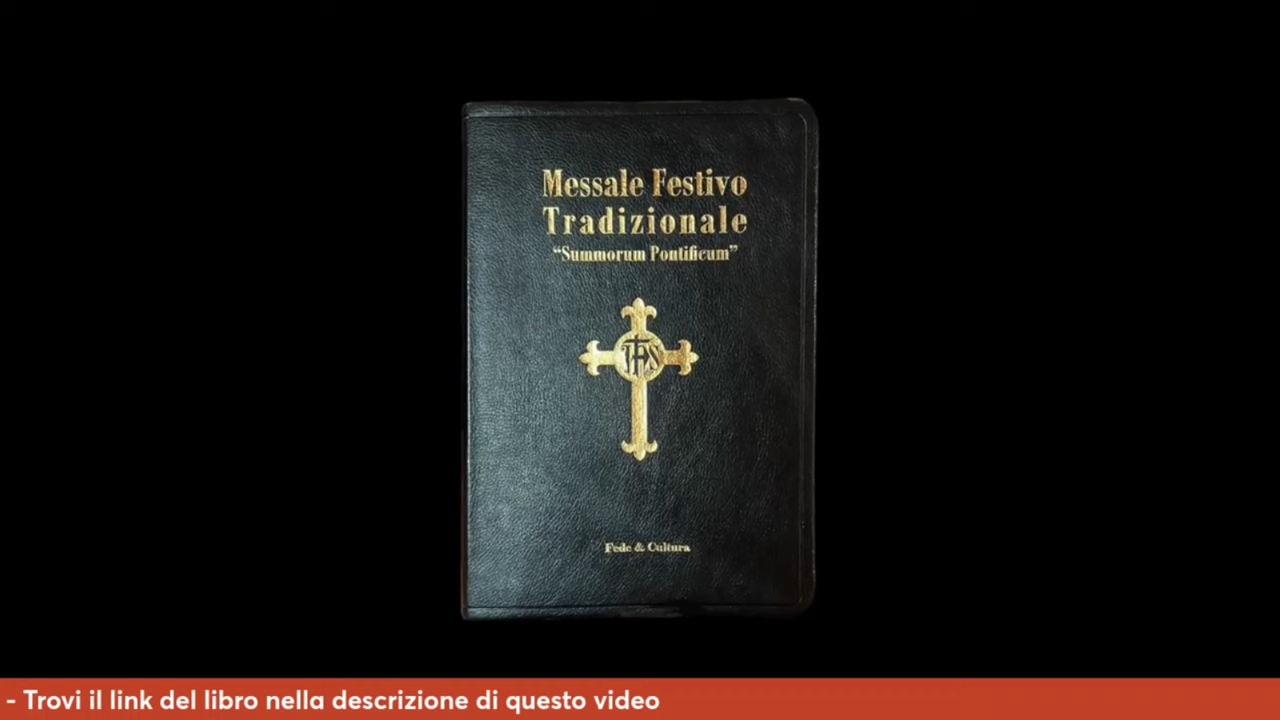 Messale Festivo
Tradizionale
“Summorum Pontificum”
IHS
Fede & Cultura
- Trovi il link del libro nella descrizione di questo video